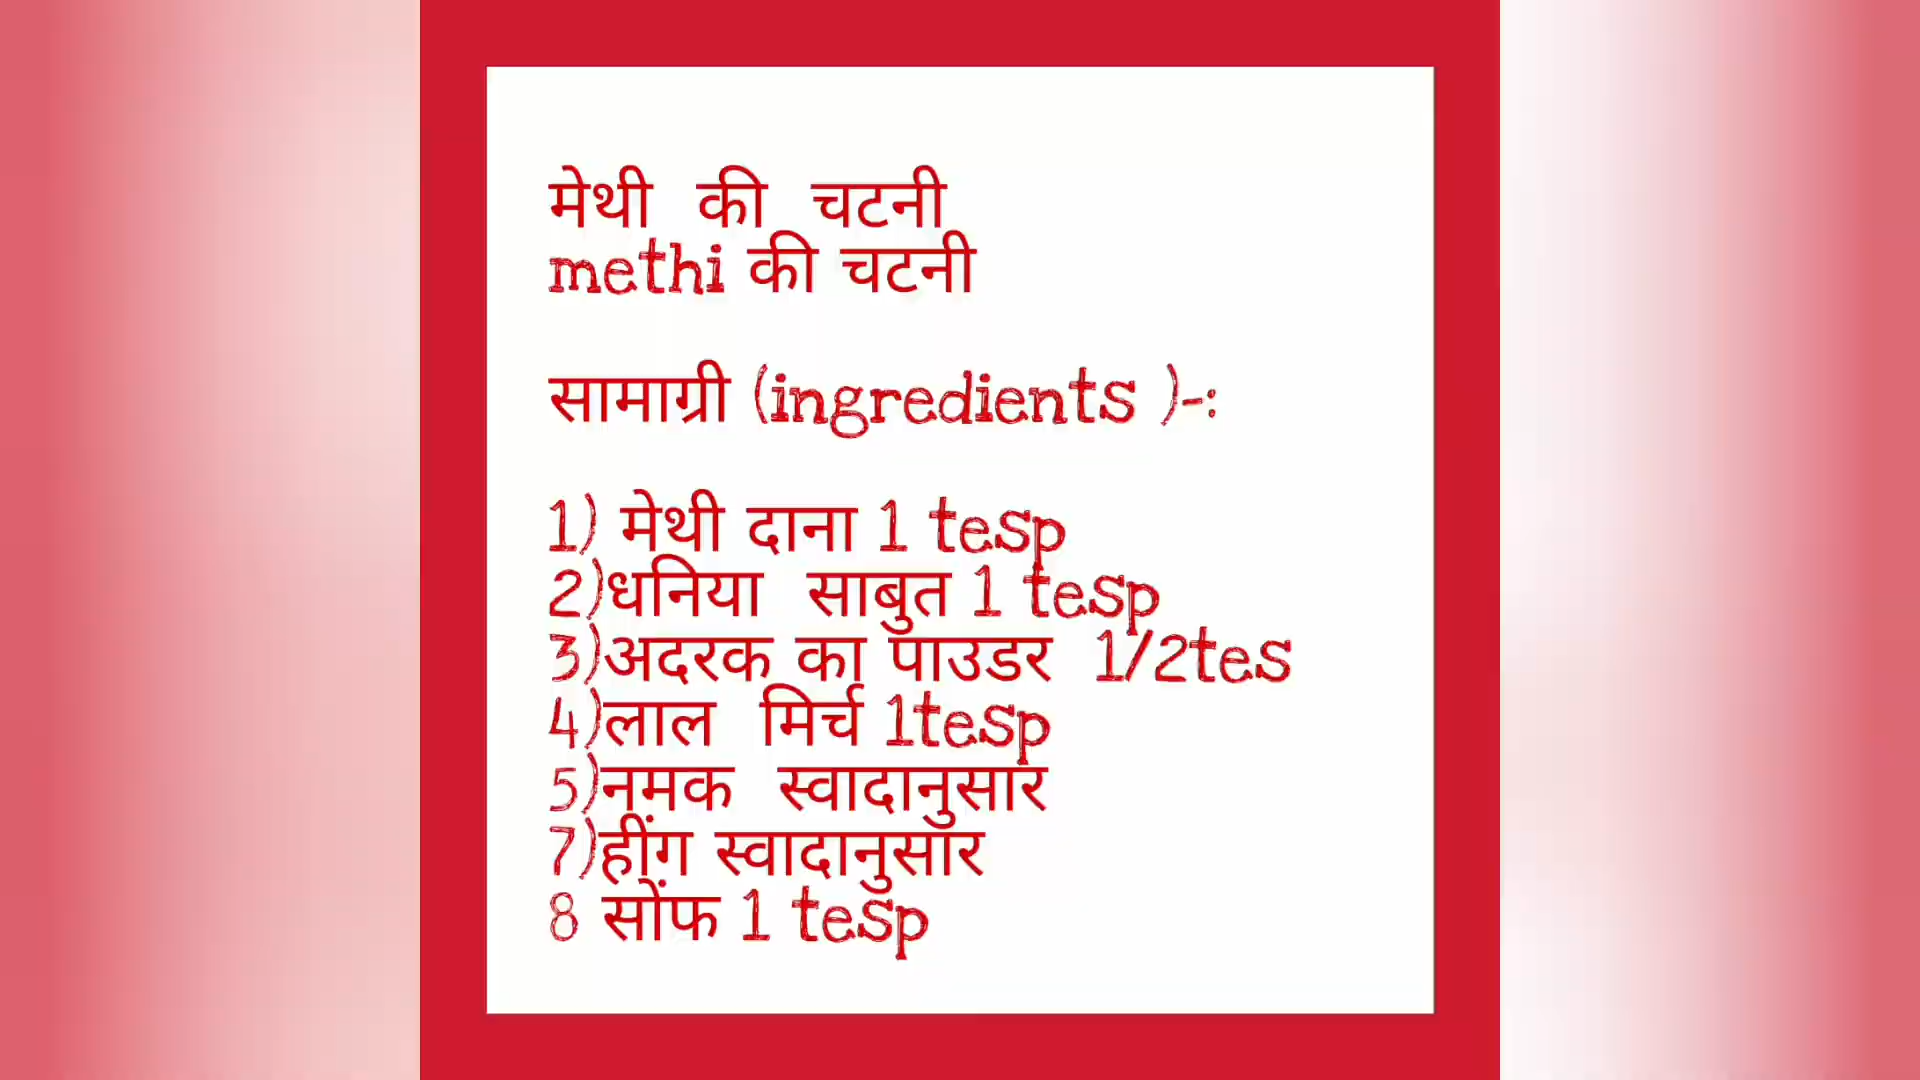 मेथी की चटनी
methi की चटनी
सामाग्री (ingredients )-:
1) मेथी दाना 1 tesp
2)धनिया साबुत 1 tesp
3)अदरक का पाउडर 1/2tes
4)लाल मिर्च 1tesp
5)नमक स्वादानुसार
7)हींग स्वादानुसार
8 सोंफ 1 tesp